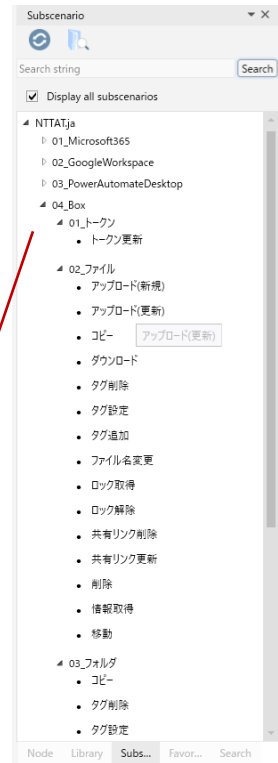 Subscenario
Search string
Search
Display all subscenarios
NTTAT.ja
01_Microsoft365
02_GoogleWorkspace
03_PowerAutomateDesktop
04_Box
01_トークン
トークン更新
02_ファイル
アップロード(新規)
アップロード(更新)
コピー
アップロード(更新)
ダウンロード
タグ削除
タグ設定
タグ追加
ファイル名変更
ロック取得
ロック解除
共有リンク削除
共有リンク更新
削除
情報取得
移動
03_フォルダ
コピー
タグ削除
タグ設定
Node Library Subs... Favor... Search